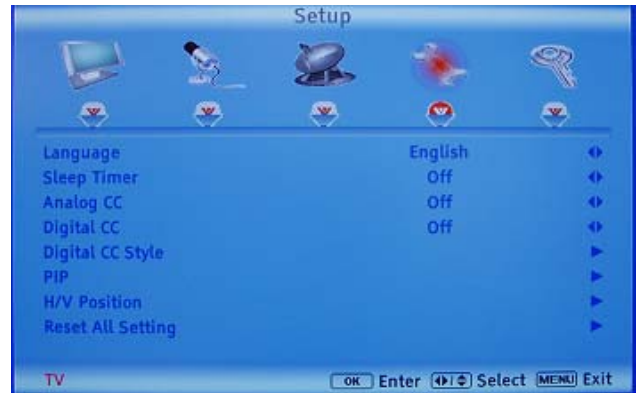 Setup
Language English
Sleep Timer Off
Analog CC Off
Digital CC Off
Digital CC Style
PIP
H/V Position
Reset All Setting
TV OK Enter Select MENU Exit